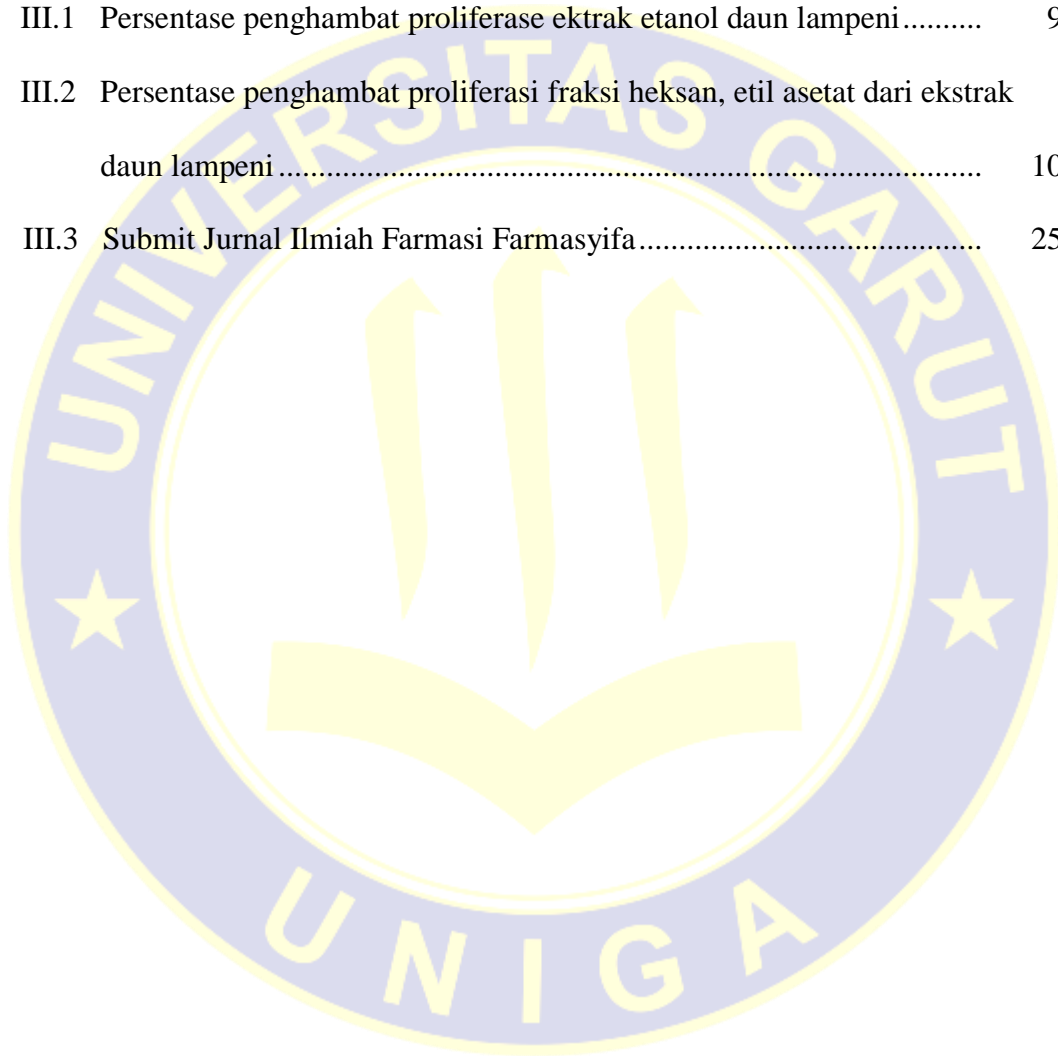 III.1 Persentase penghambat proliferase ektrak etanol daun lampeni .......... 9
III.2 Persentase penghambat proliferasi fraksi heksan, etil asetat dari ekstrak
daun lampeni .................................................................................... 10
III.3 Submit Jurnal Ilmiah Farmasi Farmasyifa ......................................... 25
UNIVERSITAS GARUT
UNIGA